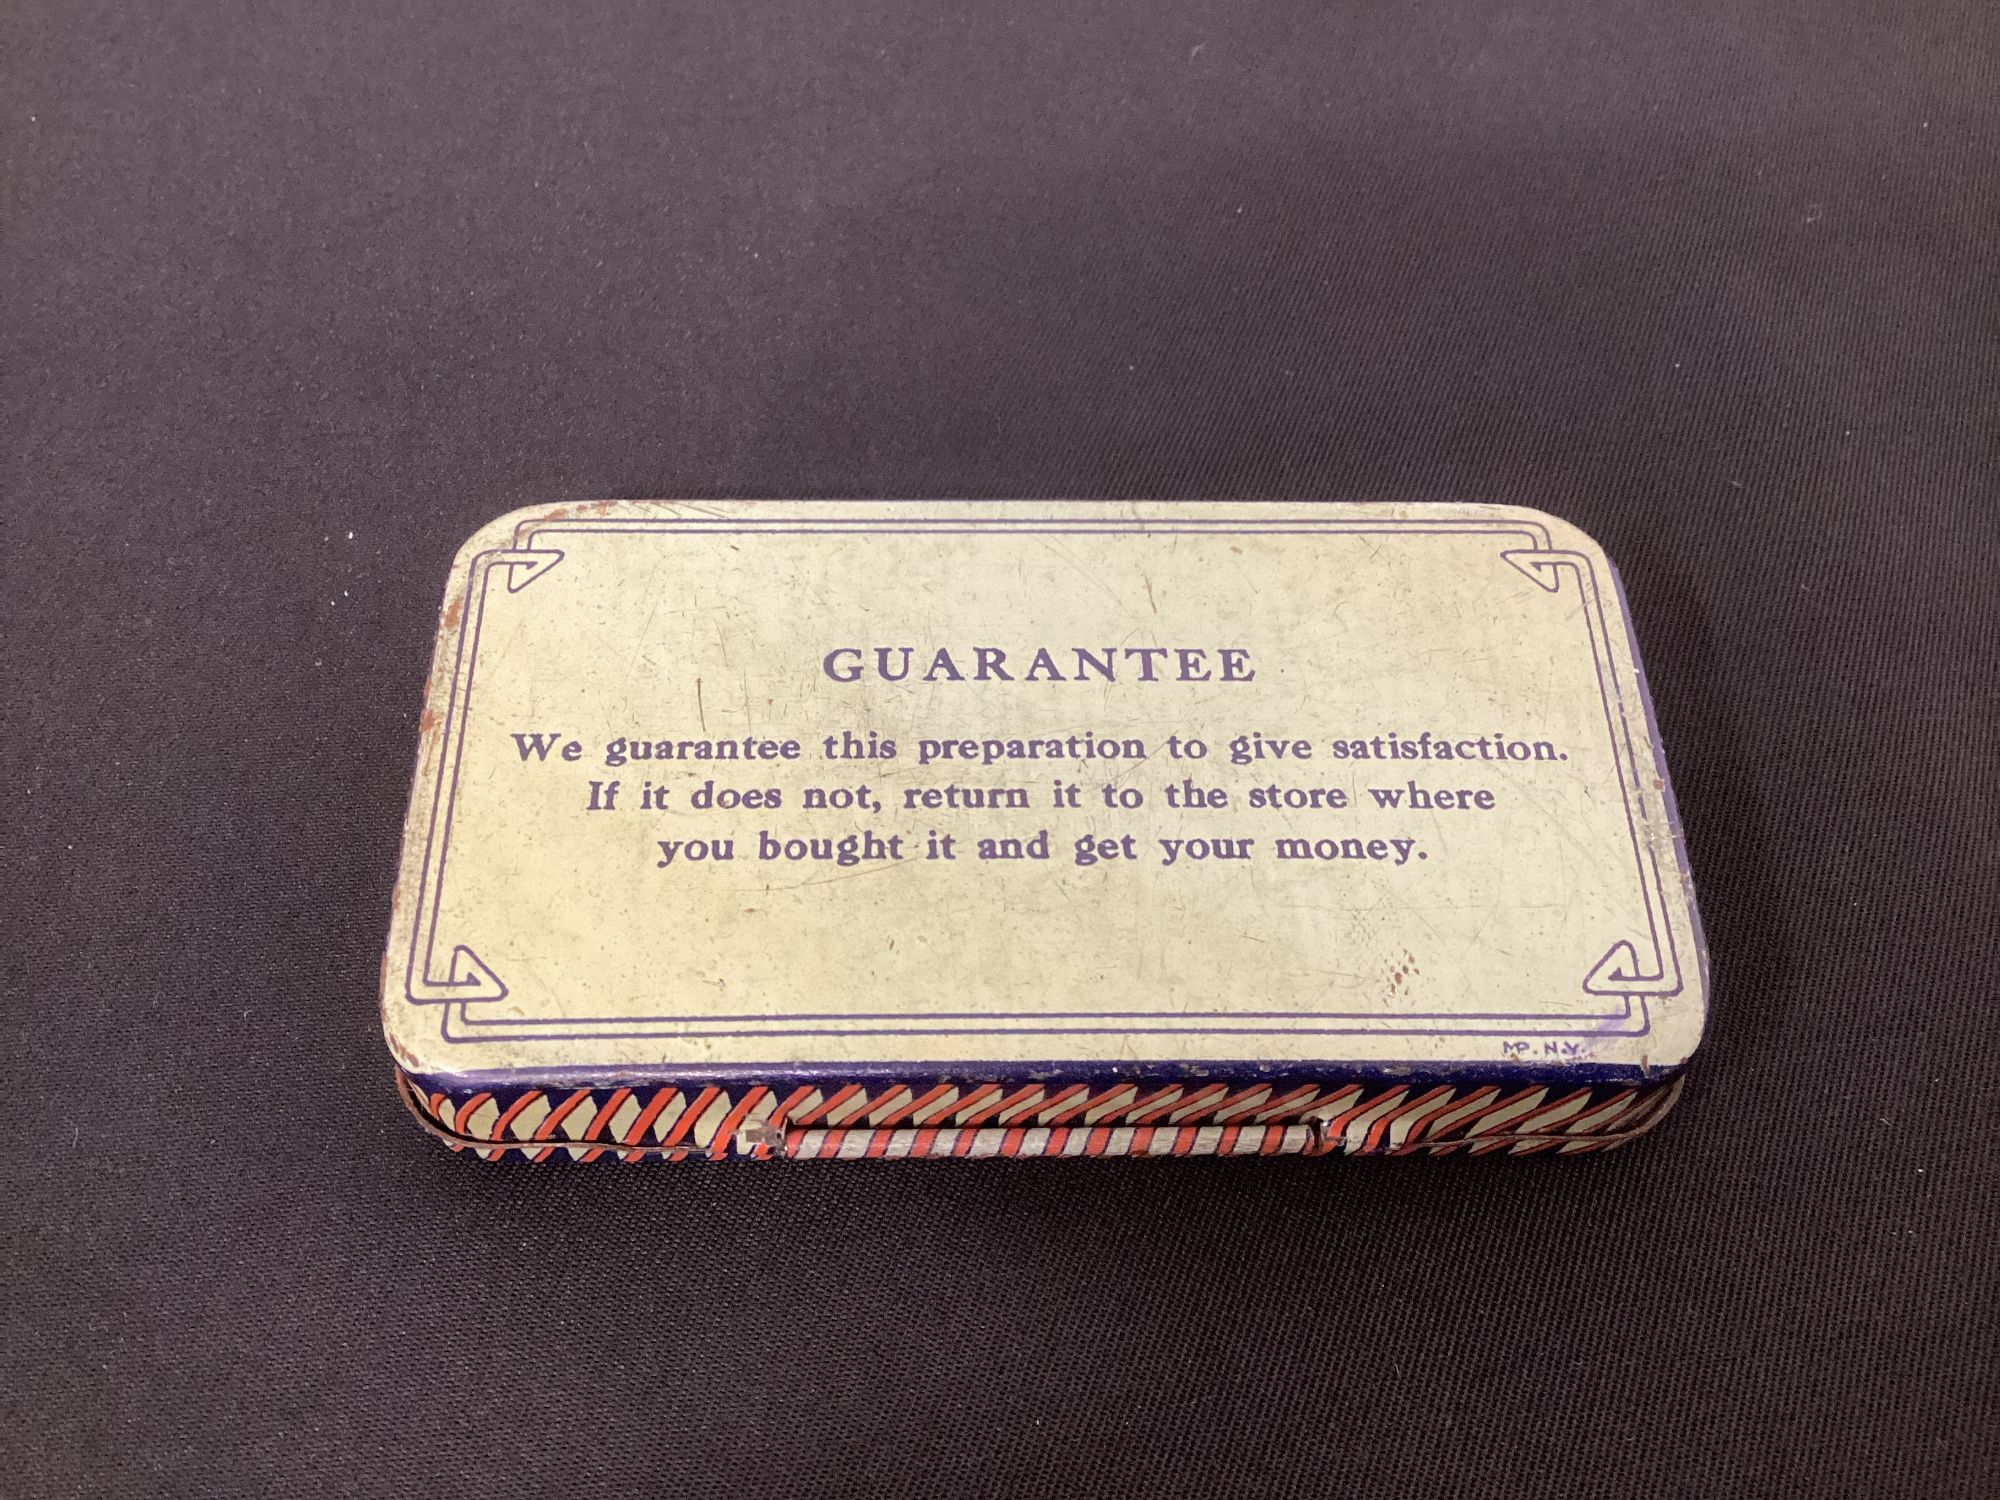 GUARANTEE
We guarantee this preparation to give satisfaction.
If it does not, return it to the store where
you bought it and get your money.
MP. N.Y.